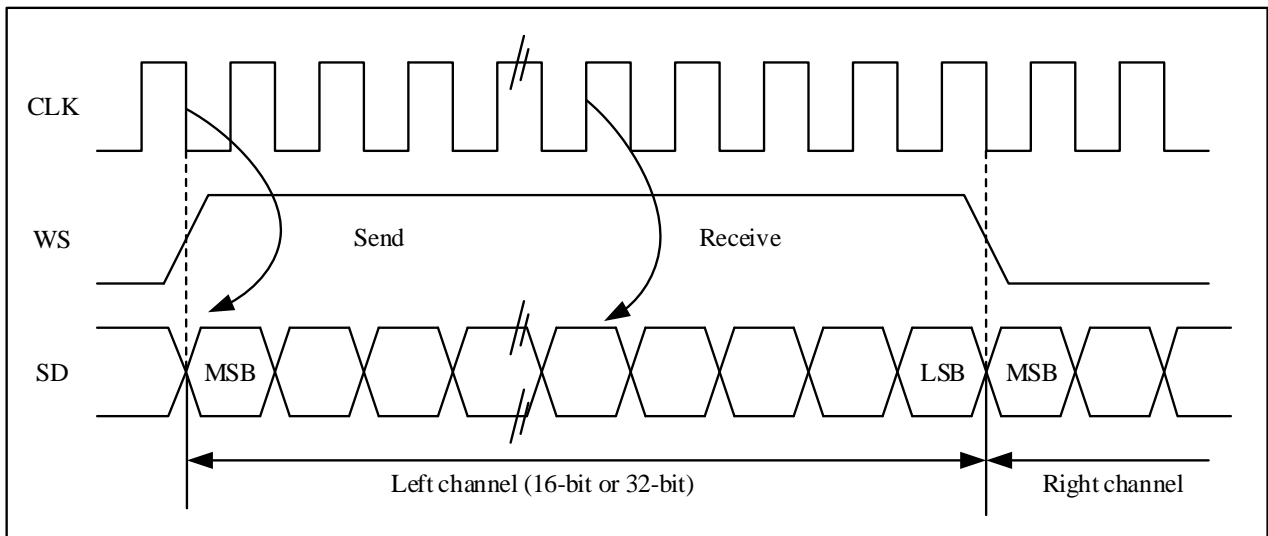 CLK
WS
Send
Receive
SD
MSB
LSB
MSB
Left channel (16-bit or 32-bit)
Right channel